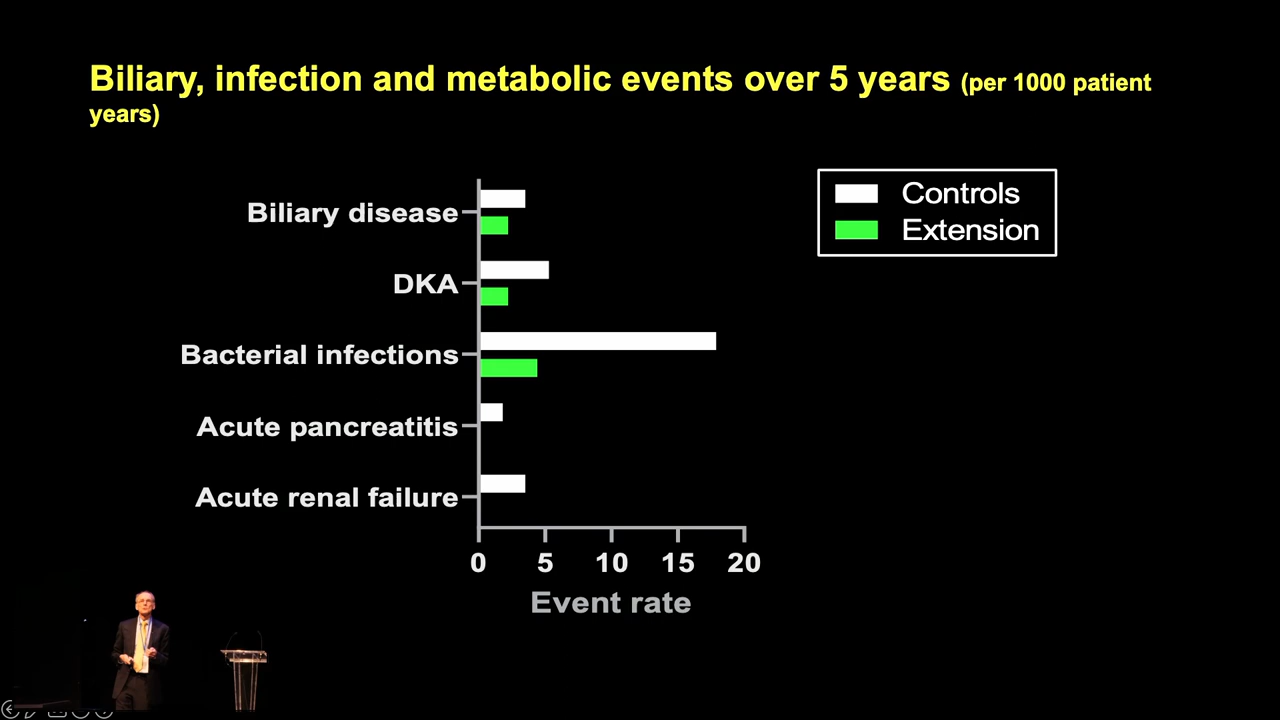 Biliary, infection and metabolic events over 5 years (per 1000 patient
years)
Controls
Extension
Biliary disease
DKA
Bacterial infections
Acute pancreatitis
Acute renal failure
0 5 10 15 20
Event rate